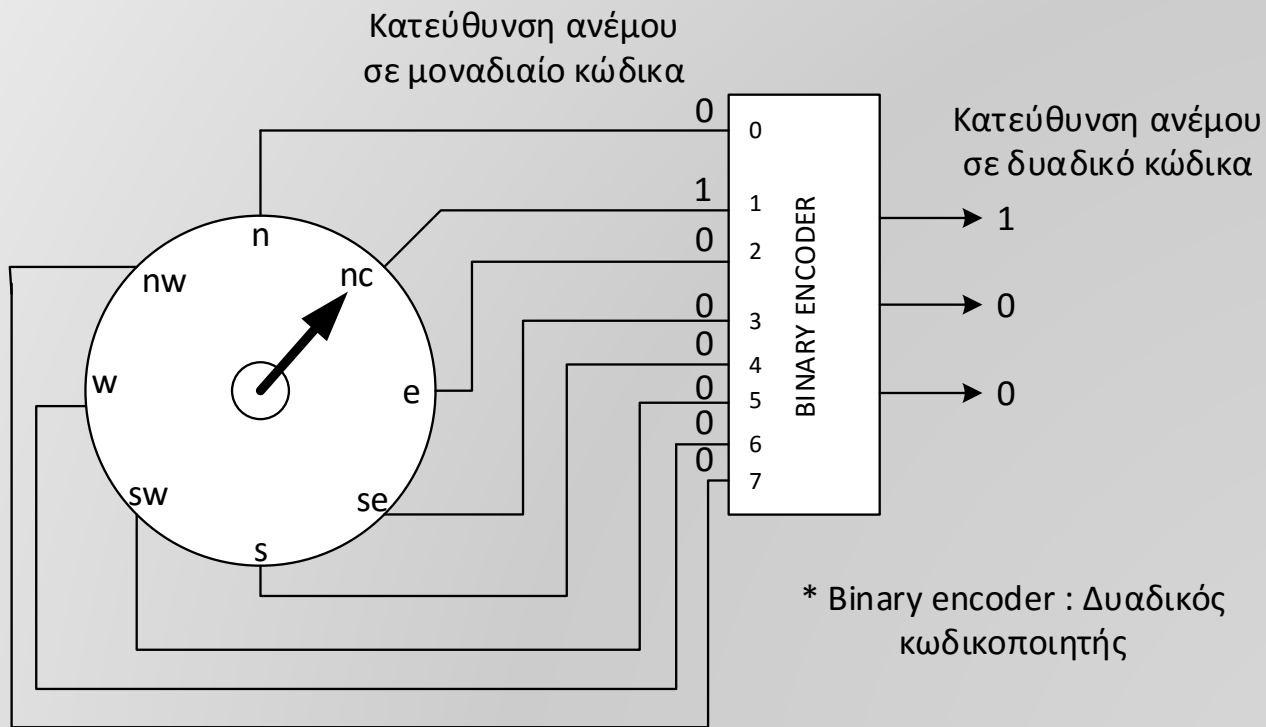 Κατεύθυνση ανέμου
σε μοναδιαίο κώδικα
Κατεύθυνση ανέμου
σε δυαδικό κώδικα
n
nc
e
se
s
sw
w
nw
0
1
0
0
0
0
0
0
0
1
2
3
4
5
6
7
BINARY ENCODER
1
0
0
* Binary encoder : Δυαδικός
κωδικοποιητής